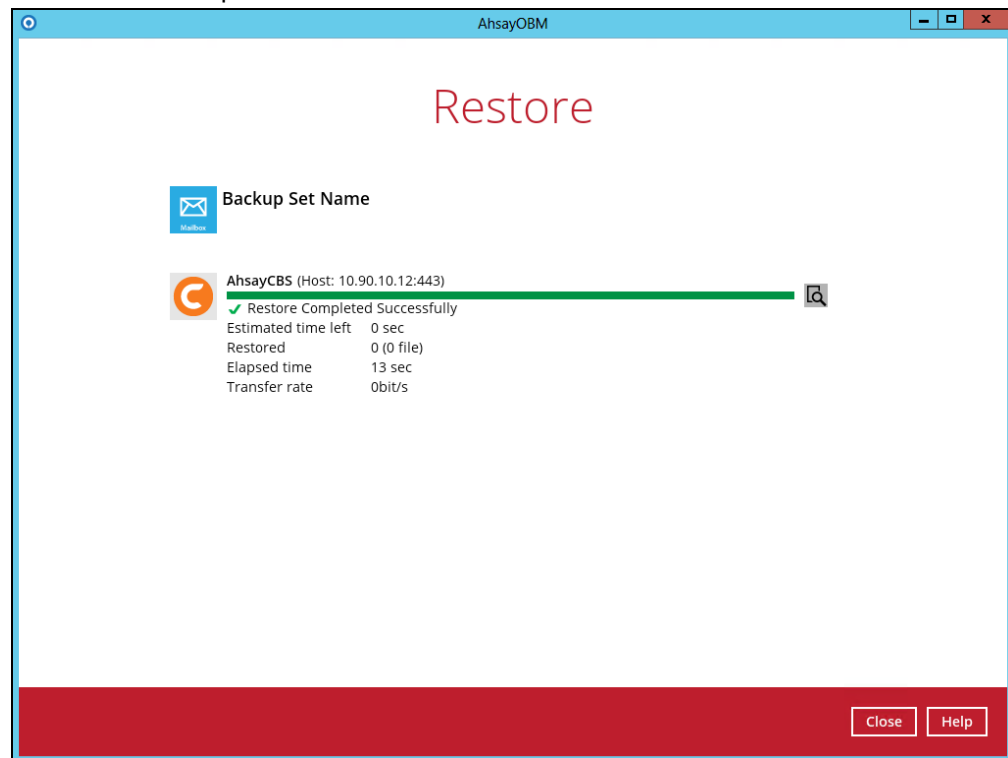 AhsayOBM
Restore
Backup Set Name
Mailbox
AhsayCBS (Host: 10.90.10.12:443)
Restore Completed Successfully
Estimated time left 0 sec
Restored 0 (0 file)
Elapsed time 13 sec
Transfer rate 0bit/s
Close Help